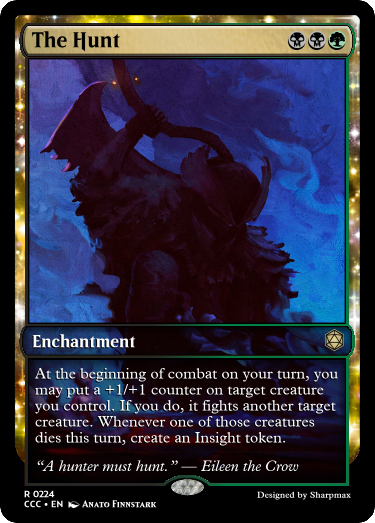 The Hunt
Enchantment
At the beginning of combat on your turn, you
may put a +1/+1 counter on target creature
you control. If you do, it fights another target
creature. Whenever one of those creatures
dies this turn, create an Insight token.
“A hunter must hunt.” — Eileen the Crow
R 0224
CCC • EN Anato Finnstark
Designed by Sharpmax